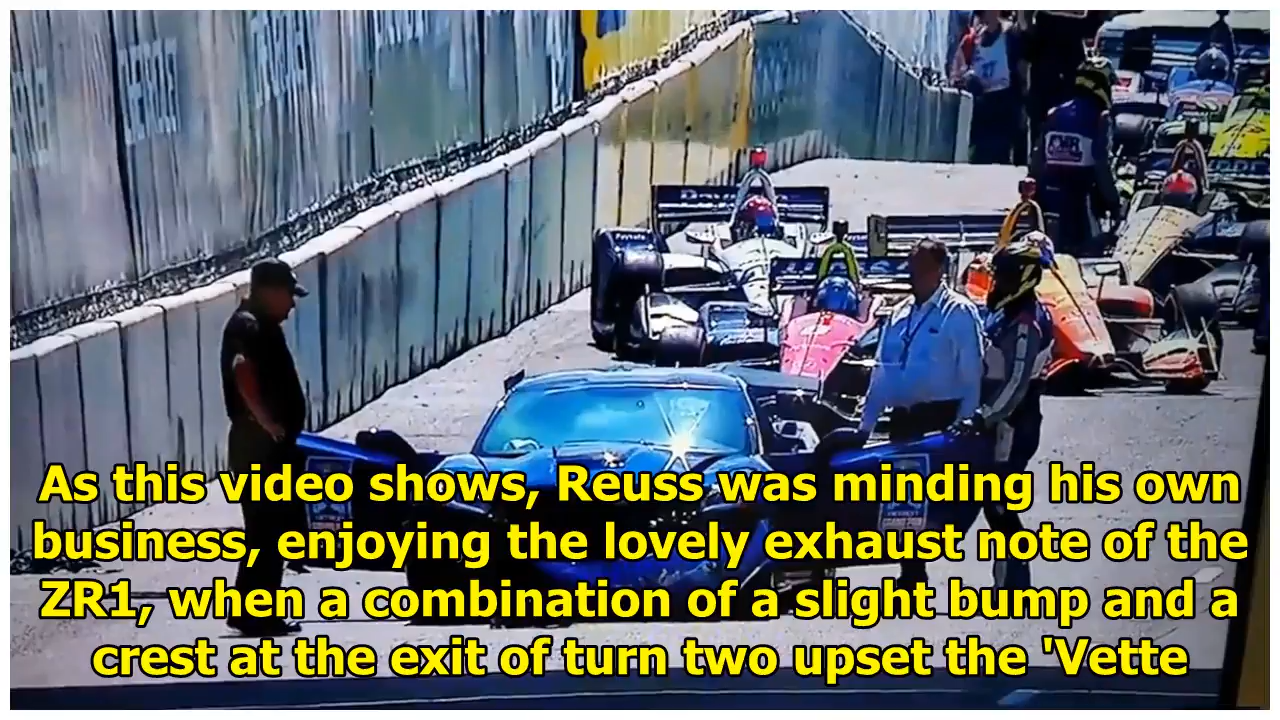 As this video shows, Reuss was minding his own
business, enjoying the lovely exhaust note of the
ZR1, when a combination of a slight bump and a
crest at the exit of turn two upset the 'Vette